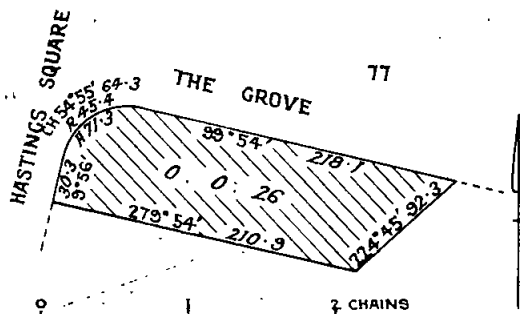 HASTINGS SQUARE
THE GROVE
77
CH 54°55' 64·3
R 45·4
A 71·3
99°54' 218·1
30·3
9°56'
0. 0. 26
279°54' 210·9
224°45' 92·3
0 1 2 CHAINS